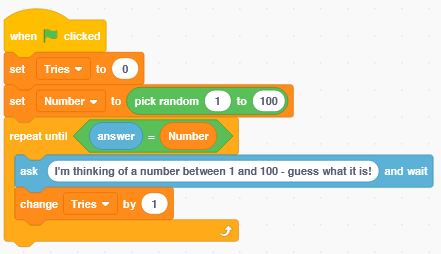 when clicked
set Tries to 0
set Number to pick random 1 to 100
repeat until answer = Number
ask I'm thinking of a number between 1 and 100 - guess what it is! and wait
change Tries by 1